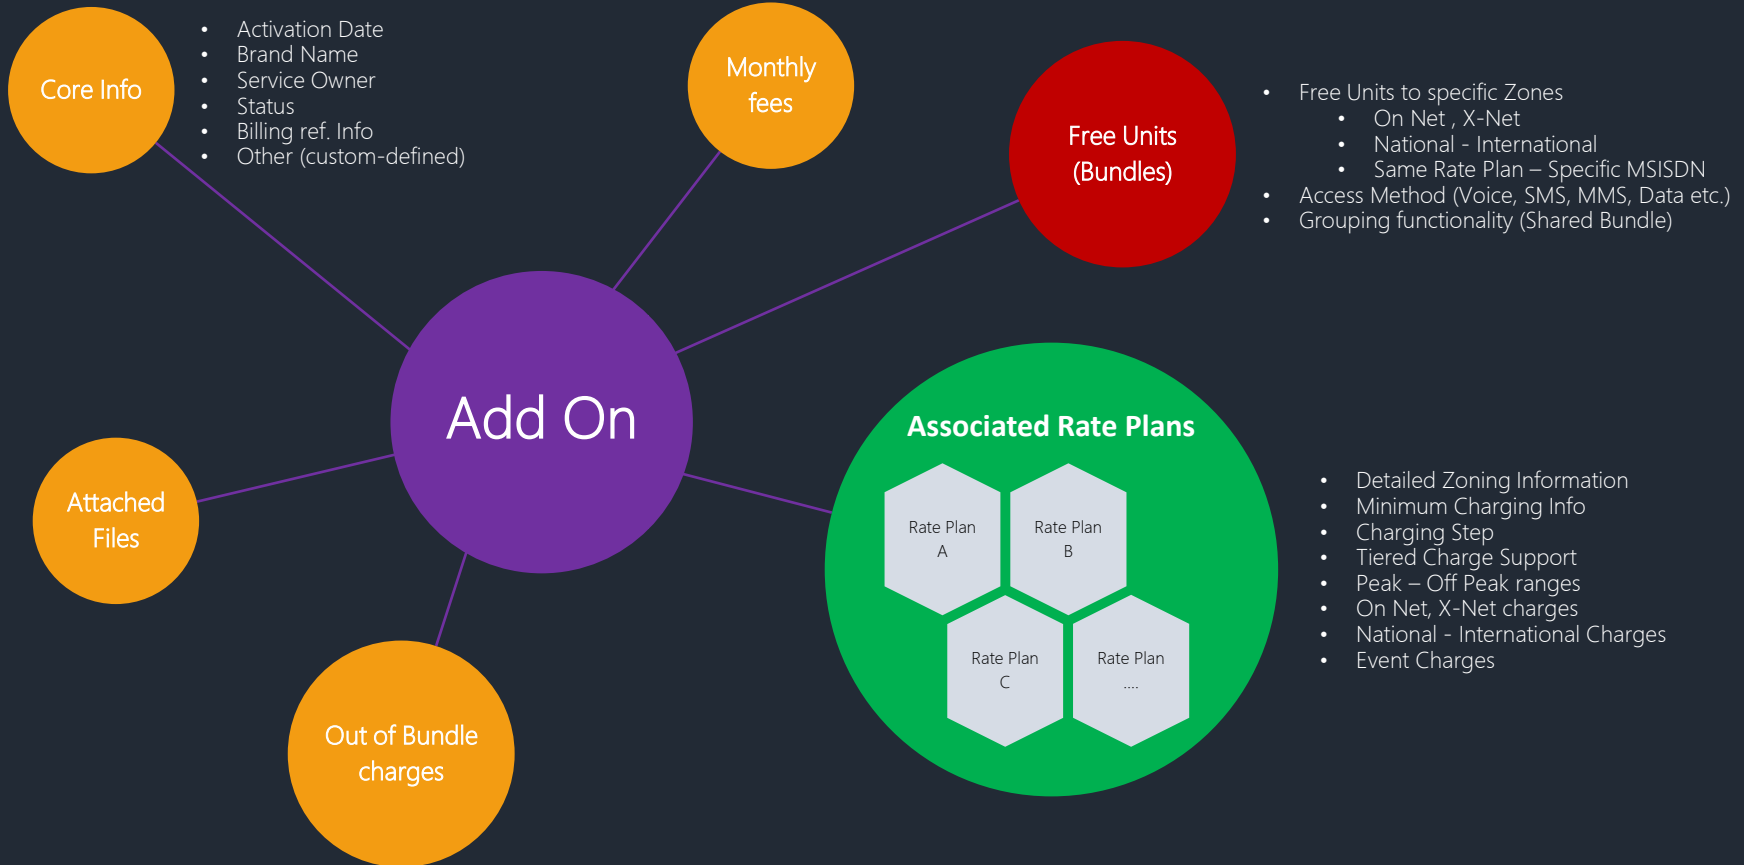 Core Info
• Activation Date
• Brand Name
• Service Owner
• Status
• Billing ref. Info
• Other (custom-defined)
Monthly
fees
Free Units
(Bundles)
• Free Units to specific Zones
• On Net , X-Net
• National - International
• Same Rate Plan – Specific MSISDN
• Access Method (Voice, SMS, MMS, Data etc.)
• Grouping functionality (Shared Bundle)
Add On
Associated Rate Plans
Rate Plan
A
Rate Plan
B
Rate Plan
C
Rate Plan
....
• Detailed Zoning Information
• Minimum Charging Info
• Charging Step
• Tiered Charge Support
• Peak – Off Peak ranges
• On Net, X-Net charges
• National - International Charges
• Event Charges
Attached
Files
Out of Bundle
charges